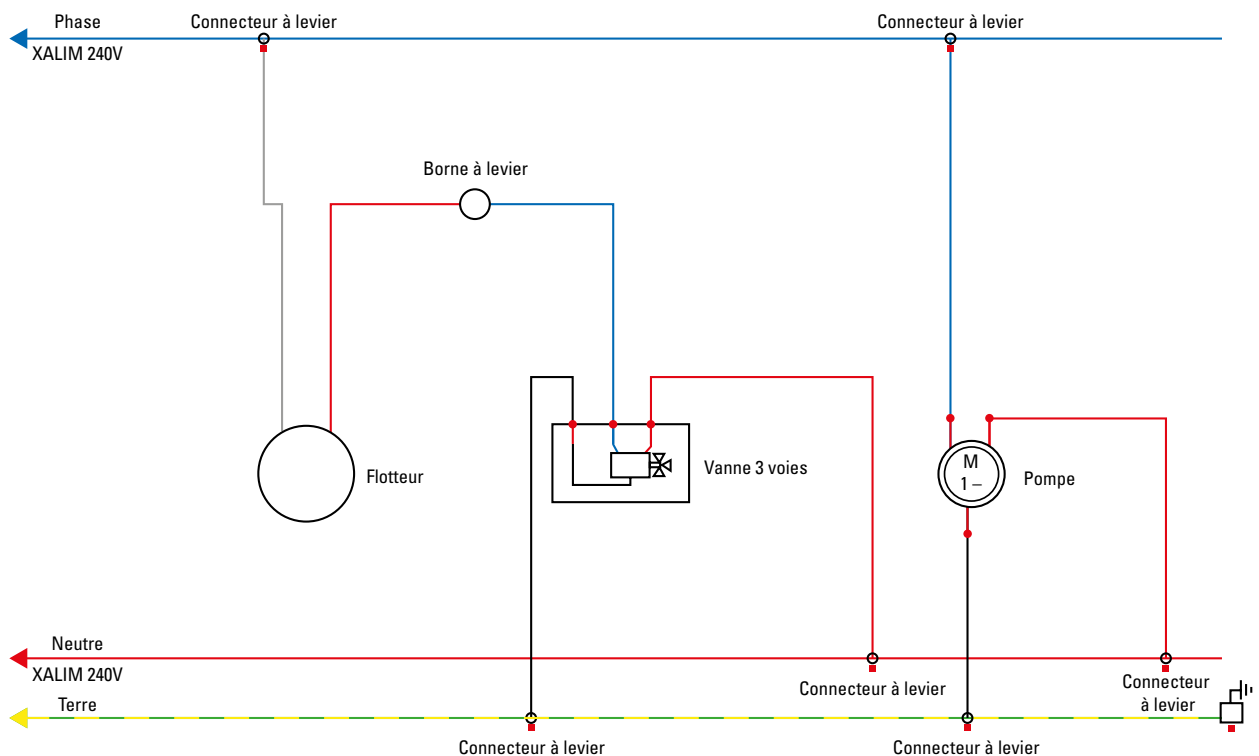 Phase
Connecteur à levier
Connecteur à levier
XALIM 240V
Borne à levier
Flotteur
Vanne 3 voies
M
1 –
Pompe
Neutre
XALIM 240V
Connecteur à levier
Connecteur
à levier
Terre
Connecteur à levier
Connecteur à levier